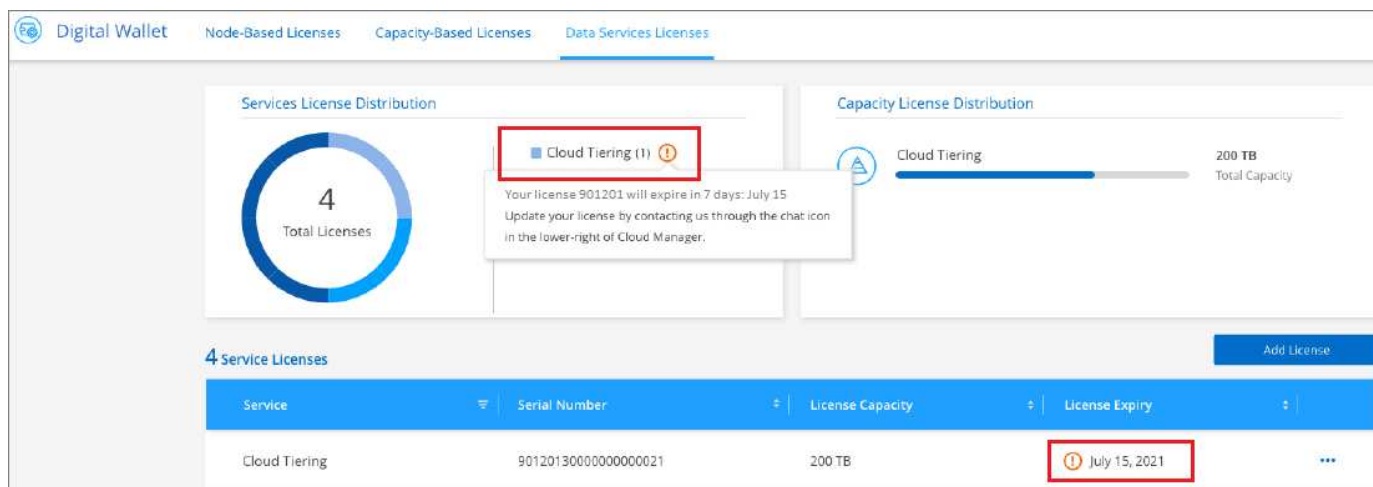 Digital Wallet
Node-Based Licenses
Capacity-Based Licenses
Data Services Licenses
Services License Distribution
4
Total Licenses
Cloud Tiering (1)
Your license 901201 will expire in 7 days: July 15
Update your license by contacting us through the chat icon
in the lower-right of Cloud Manager.
Capacity License Distribution
Cloud Tiering
200 TB
Total Capacity
4 Service Licenses
Add License
Service
Serial Number
License Capacity
License Expiry
Cloud Tiering
90120130000000000021
200 TB
July 15, 2021